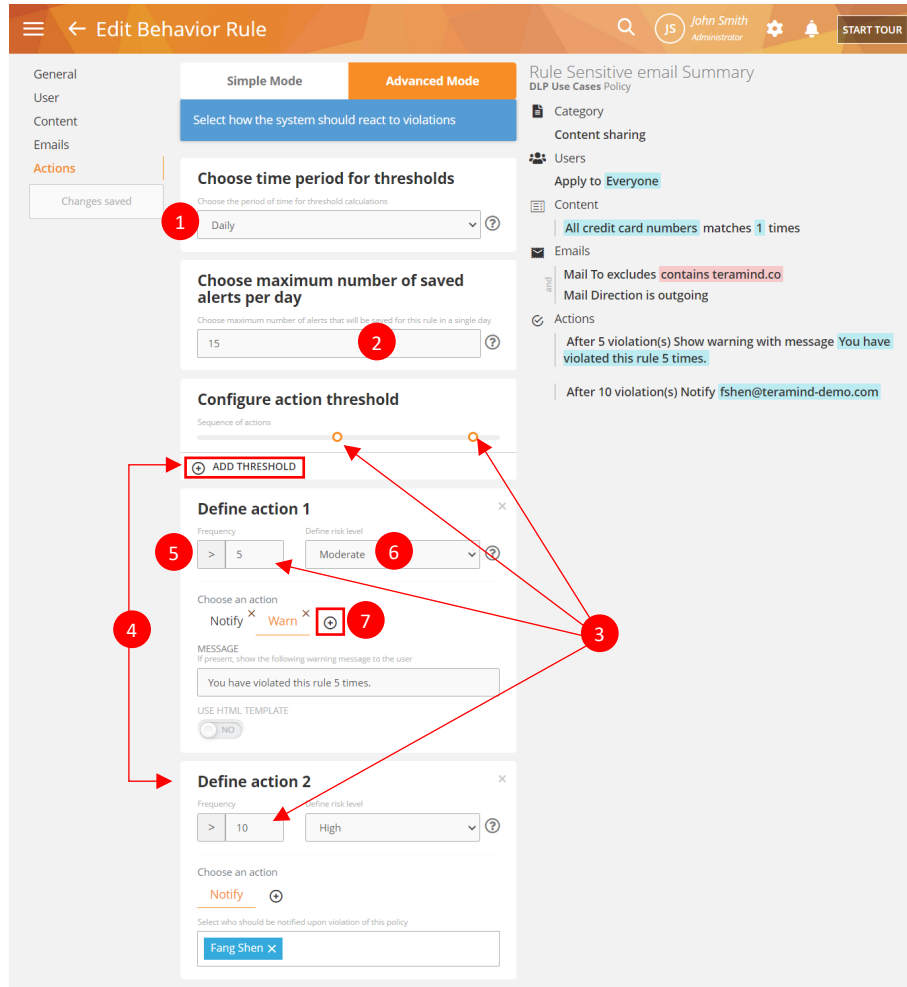 Edit Behavior Rule
JS
John Smith
Administrator
START TOUR
General
User
Content
Emails
Actions
Changes saved
Simple Mode
Advanced Mode
Select how the system should react to violations
Choose time period for thresholds
Choose the period of time for threshold calculations
1
Daily
?
Choose maximum number of saved
alerts per day
Choose maximum number of alerts that will be saved for this rule in a single day
15
2
?
Configure action threshold
Sequence of actions
ADD THRESHOLD
Define action 1
×
Frequency
Define risk level
5
> 5
Moderate
6
?
Choose an action
Notify × Warn ×
7
MESSAGE
If present, show the following warning message to the user
You have violated this rule 5 times.
USE HTML TEMPLATE
NO
4
3
Define action 2
×
Frequency
Define risk level
> 10
High
?
Choose an action
Notify
Select who should be notified upon violation of this policy
Fang Shen ×
Rule Sensitive email Summary
DLP Use Cases Policy
Category
Content sharing
Users
Apply to Everyone
Content
All credit card numbers matches 1 times
Emails
and
Mail To excludes contains teramind.co
Mail Direction is outgoing
Actions
After 5 violation(s) Show warning with message You have
violated this rule 5 times.
After 10 violation(s) Notify fshen@teramind-demo.com